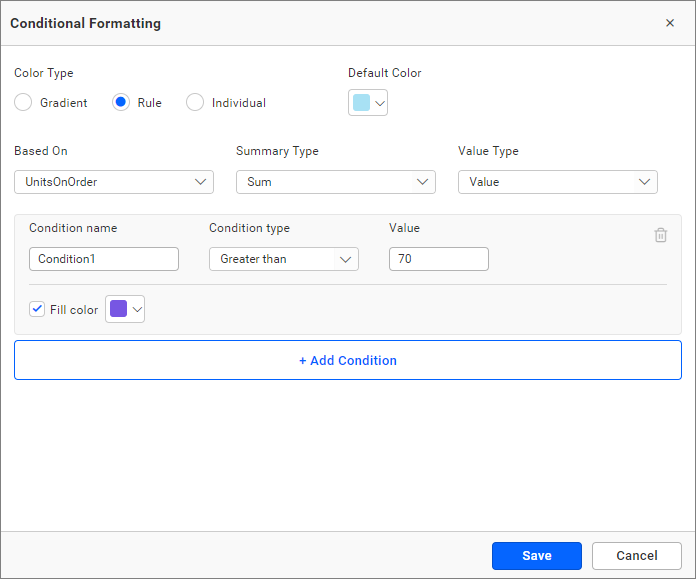 Conditional Formatting
Color Type Default Color
Gradient Rule Individual
Based On Summary Type Value Type
UnitsOnOrder Sum Value
Condition name Condition type Value
Condition1 Greater than 70
Fill color
+ Add Condition
Save Cancel